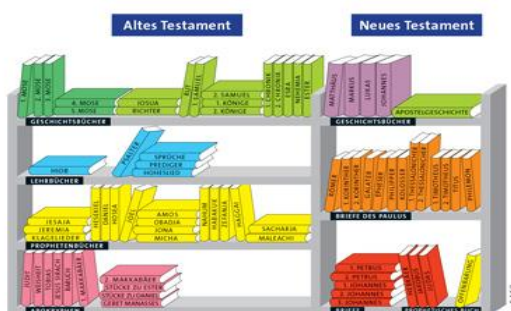 Altes Testament
Neues Testament
1. MOSE
2. MOSE
3. MOSE
4. MOSE
5. MOSE
JOSUA
RICHTER
RUT
1. SAMUEL
2. SAMUEL
1. KÖNIGE
2. KÖNIGE
1. CHRONIK
2. CHRONIK
ESRA
NEHEMIA
ESTER
GESCHICHTSBÜCHER
MATTHÄUS
MARKUS
LUKAS
JOHANNES
APOSTELGESCHICHTE
GESCHICHTSBÜCHER
HIOB
PSALTER
SPRÜCHE
PREDIGER
HOHESLIED
LEHRBÜCHER
RÖMER
1. KORINTHER
2. KORINTHER
GALATER
EPHESER
PHILIPPER
KOLOSSER
1. THESSALONICHER
2. THESSALONICHER
1. TIMOTHEUS
2. TIMOTHEUS
TITUS
PHILEMON
BRIEFE DES PAULUS
JESAJA
JEREMIA
KLAGELIEDER
HESEKIEL
DANIEL
HOSEA
JOEL
AMOS
OBADJA
JONA
MICHA
NAHUM
HABAKUK
ZEFANJA
HAGGAI
SACHARJA
MALEACHI
PROPHETENBÜCHER
JUDIT
WEISHEIT
TOBIAS
JESUS SIRACH
BARUCH
1. MAKKABÄER
2. MAKKABÄER
STÜCKE ZU ESTER
STÜCKE ZU DANIEL
GEBET MANASSES
APOKRYPHEN
1. PETRUS
2. PETRUS
1. JOHANNES
2. JOHANNES
3. JOHANNES
HEBRÄER
JAKOBUS
JUDAS
BRIEFE
OFFENBARUNG
PROPHETISCHES BUCH